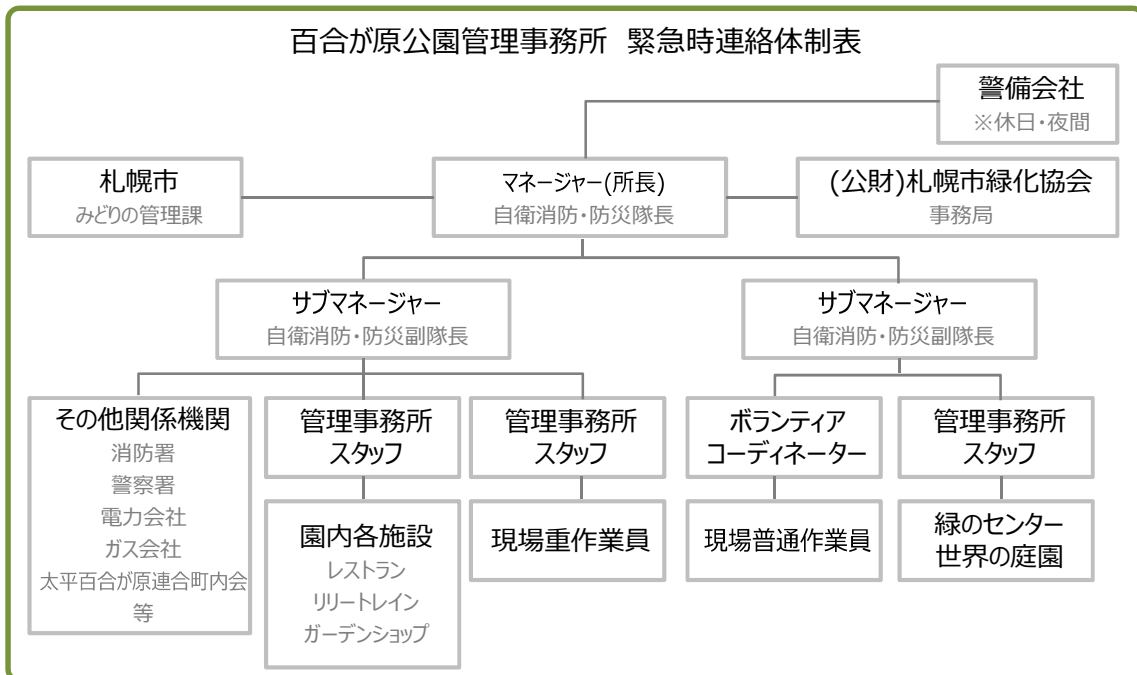 百合が原公園管理事務所 緊急時連絡体制表
警備会社
※休日・夜間
札幌市
みどりの管理課
マネージャー(所長)
自衛消防・防災隊長
(公財)札幌市緑化協会
事務局
サブマネージャー
自衛消防・防災副隊長
サブマネージャー
自衛消防・防災副隊長
その他関係機関
消防署
警察署
電力会社
ガス会社
太平百合が原連合町内会
等
管理事務所
スタッフ
管理事務所
スタッフ
ボランティア
コーディネーター
管理事務所
スタッフ
園内各施設
レストラン
リリートレイン
ガーデンショップ
現場重作業員
現場普通作業員
緑のセンター
世界の庭園